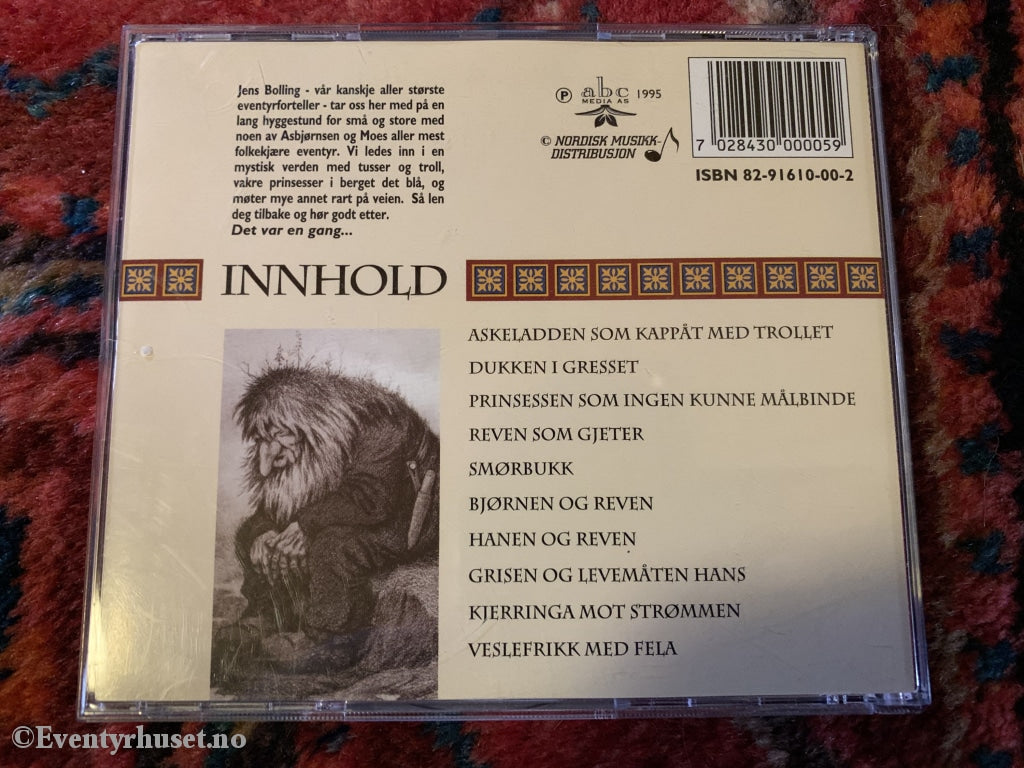 Jens Bolling - vår kanskje aller største
eventyrforteller - tar oss her med på en
lang hyggestund for små og store med
noen av Asbjørnsen og Moes aller mest
folkekjære eventyr. Vi ledes inn i en
mystisk verden med tusser og troll,
vakre prinsesser i berget det blå, og
møter mye annet rart på veien. Så len
deg tilbake og hør godt etter.
Det var en gang...
P abc MEDIA AS 1995
© NORDISK MUSIKK-
DISTRIBUSJON
7 028430 000059
ISBN 82-91610-00-2
INNHOLD
ASKELADDEN SOM KAPPÅT MED TROLLET
DUKKEN I GRESSET
PRINSESSEN SOM INGEN KUNNE MÅLBINDE
REVEN SOM GJETER
SMØRBUKK
BJØRNEN OG REVEN
HANEN OG REVEN
GRISEN OG LEVEMÅTEN HANS
KJERRINGA MOT STRØMMEN
VESLEFRIKK MED FELA
©Eventyrhuset.no